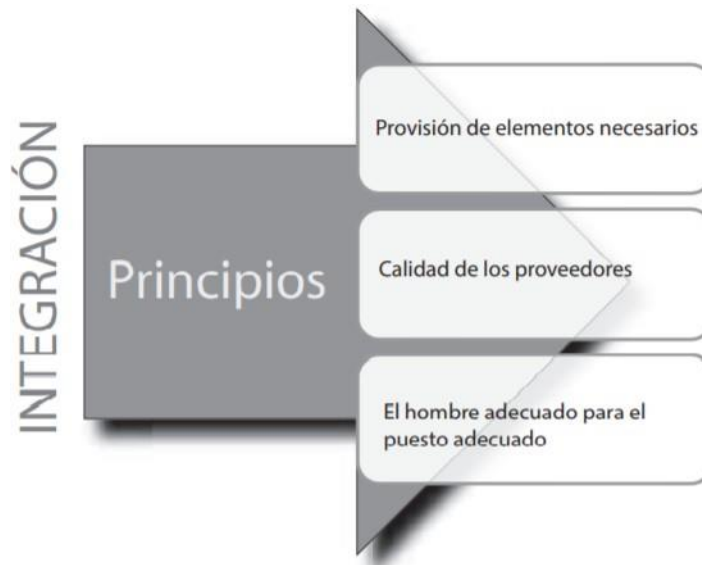 INTEGRACIÓN
Principios
Provisión de elementos necesarios
Calidad de los proveedores
El hombre adecuado para el
puesto adecuado